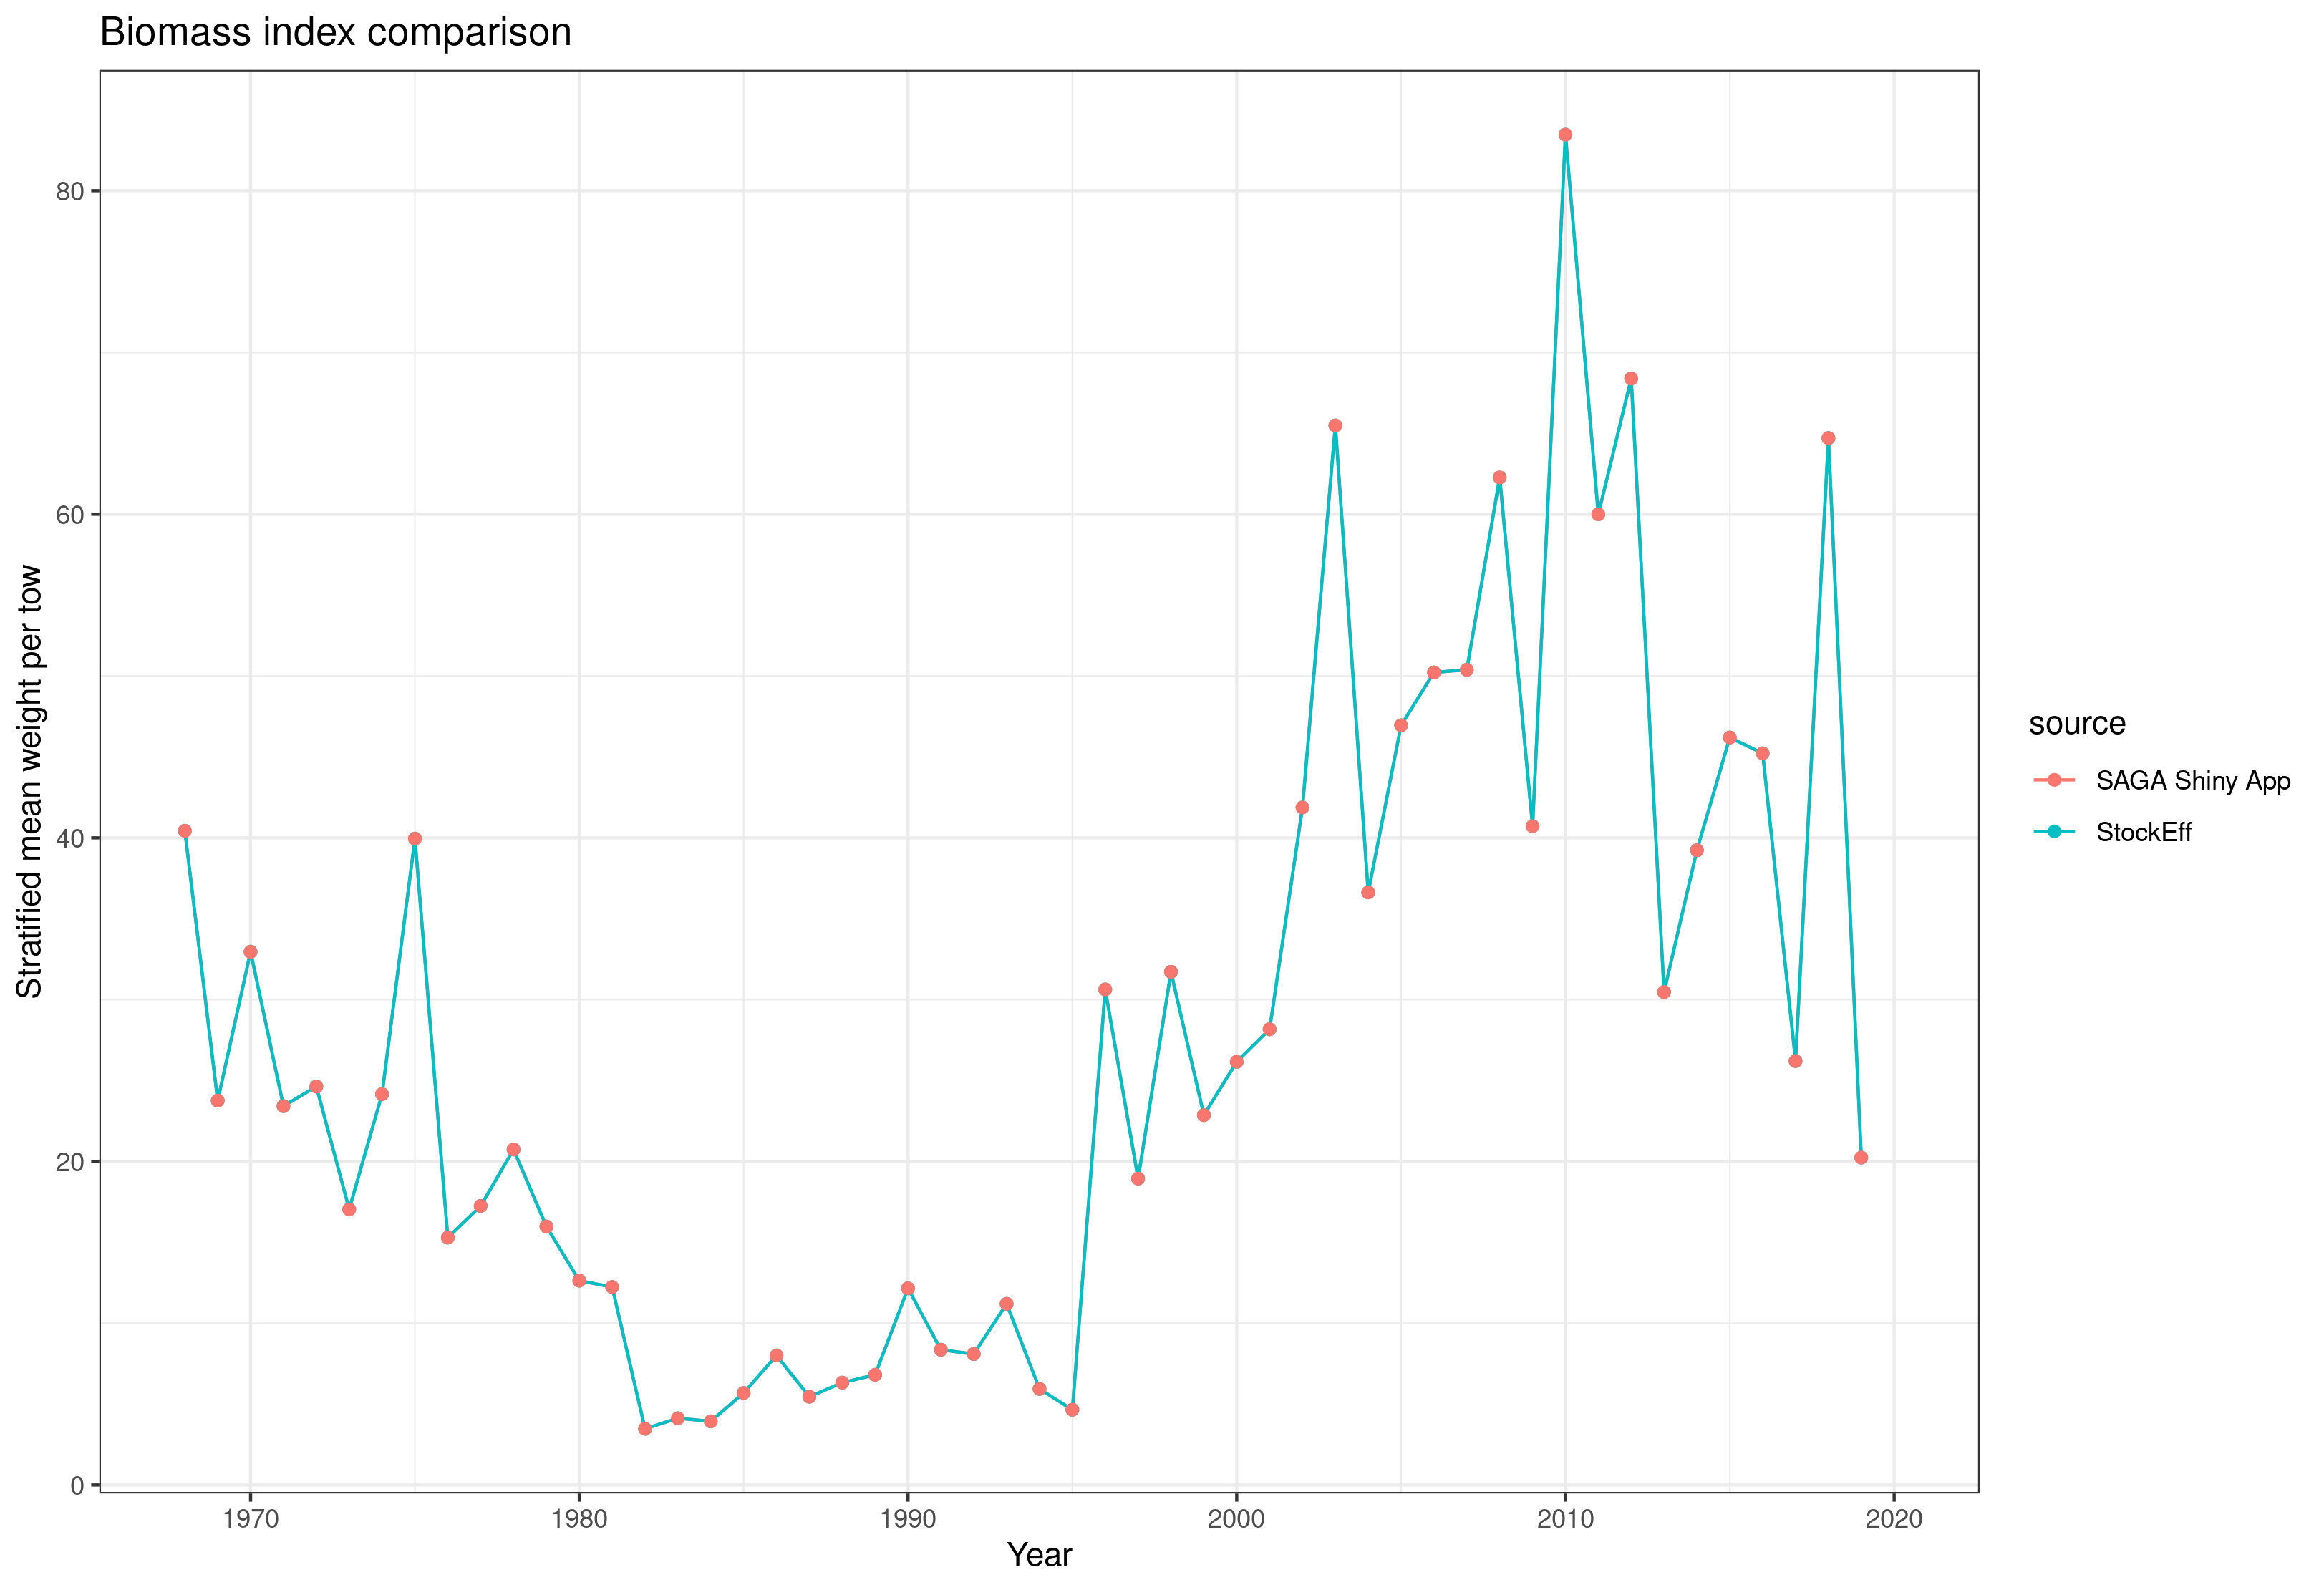 Biomass index comparison
Stratified mean weight per tow
80
60
40
20
0
1970
1980
1990
2000
2010
2020
Year
source
SAGA Shiny App
StockEff